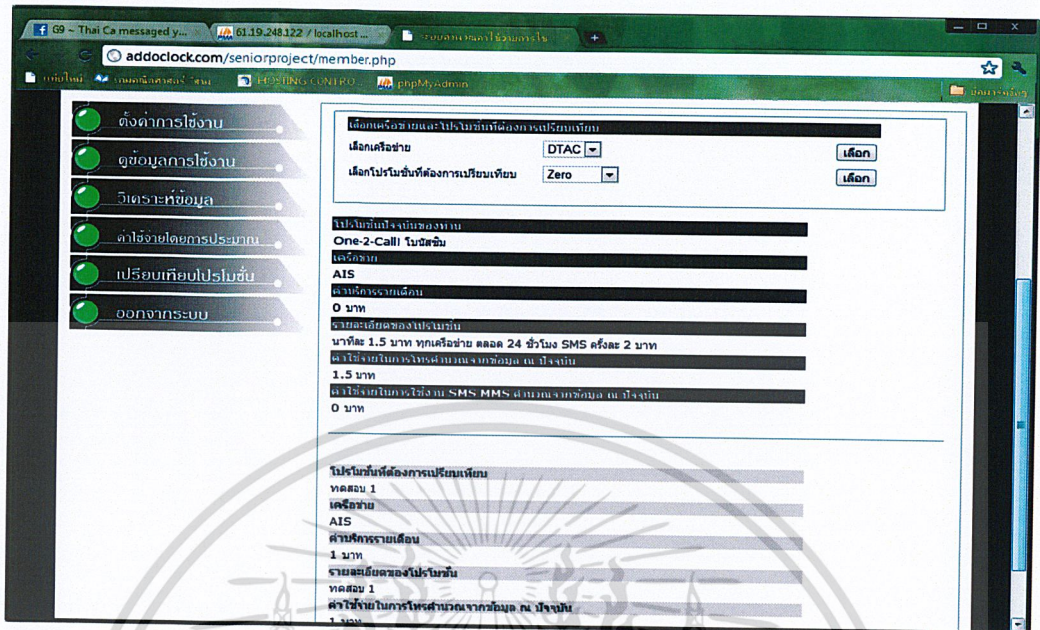 G9 ~ Thai Ca messaged y...
61.19.248.122 / localhost ...
addoclock.com/seniorproject/member.php
HOSTING CONTRO...
phpMyAdmin
ตั้งค่าการใช้งาน
ดูข้อมูลการใช้งาน
วิเคราะห์ข้อมูล
ค่าใช้จ่ายโดยการประมาณ
เปรียบเทียบโปรโมชั่น
ออกจากระบบ
เลือกเครือข่ายและโปรโมชั่นที่ต้องการเปรียบเทียบ
เลือกเครือข่าย DTAC เลือก
เลือกโปรโมชั่นที่ต้องการเปรียบเทียบ Zero เลือก
โปรโมชั่นปัจจุบันของท่าน
One-2-Call! โบนัสซิม
เครือข่าย
AIS
ค่าบริการรายเดือน
0 บาท
รายละเอียดของโปรโมชั่น
นาทีละ 1.5 บาท ทุกเครือข่าย ตลอด 24 ชั่วโมง SMS ครั้งละ 2 บาท
ค่าใช้จ่ายในการโทรคำนวณจากข้อมูล ณ ปัจจุบัน
1.5 บาท
ค่าใช้จ่ายในการใช้งาน SMS MMS คำนวณจากข้อมูล ณ ปัจจุบัน
0 บาท
โปรโมชั่นที่ต้องการเปรียบเทียบ
ทดสอบ 1
เครือข่าย
AIS
ค่าบริการรายเดือน
1 บาท
รายละเอียดของโปรโมชั่น
ทดสอบ 1
ค่าใช้จ่ายในการโทรคำนวณจากข้อมูล ณ ปัจจุบัน
1 บาท